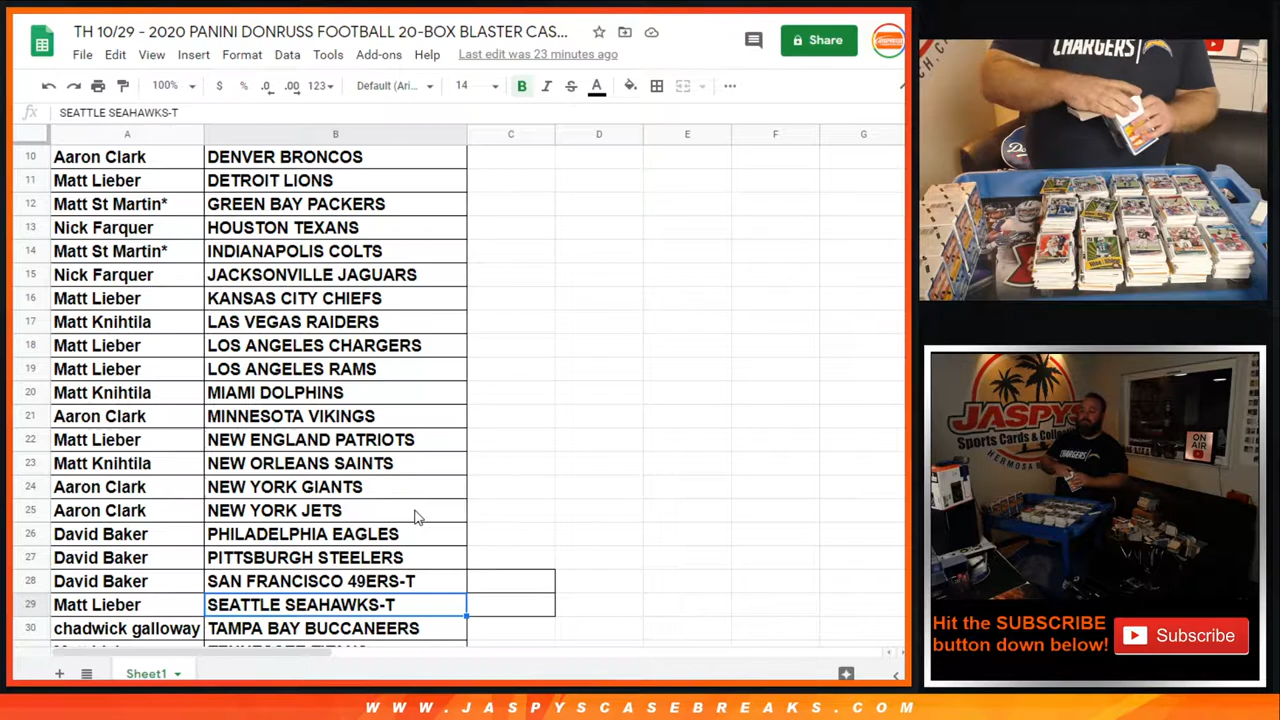 TH 10/29 - 2020 PANINI DONRUSS FOOTBALL 20-BOX BLASTER CAS...
File Edit View Insert Format Data Tools Add-ons Help Last edit was 23 minutes ago
Share
100% $ % .0 .00 123 Default (Ari... 14 B I S A
fx SEATTLE SEAHAWKS-T
A B C D E F G
10 Aaron Clark DENVER BRONCOS
11 Matt Lieber DETROIT LIONS
12 Matt St Martin* GREEN BAY PACKERS
13 Nick Farquer HOUSTON TEXANS
14 Matt St Martin* INDIANAPOLIS COLTS
15 Nick Farquer JACKSONVILLE JAGUARS
16 Matt Lieber KANSAS CITY CHIEFS
17 Matt Knihtila LAS VEGAS RAIDERS
18 Matt Lieber LOS ANGELES CHARGERS
19 Matt Lieber LOS ANGELES RAMS
20 Matt Knihtila MIAMI DOLPHINS
21 Aaron Clark MINNESOTA VIKINGS
22 Matt Lieber NEW ENGLAND PATRIOTS
23 Matt Knihtila NEW ORLEANS SAINTS
24 Aaron Clark NEW YORK GIANTS
25 Aaron Clark NEW YORK JETS
26 David Baker PHILADELPHIA EAGLES
27 David Baker PITTSBURGH STEELERS
28 David Baker SAN FRANCISCO 49ERS-T
29 Matt Lieber SEATTLE SEAHAWKS-T
30 chadwick galloway TAMPA BAY BUCCANEERS
Sheet1
CHARGERS
JASPY'S
Sports Cards & Collectibles
HERMOSA
CHARGERS
ON AIR
Hit the SUBSCRIBE
button down below!
Subscribe
WWW.JASPYSCASEBREAKS.COM